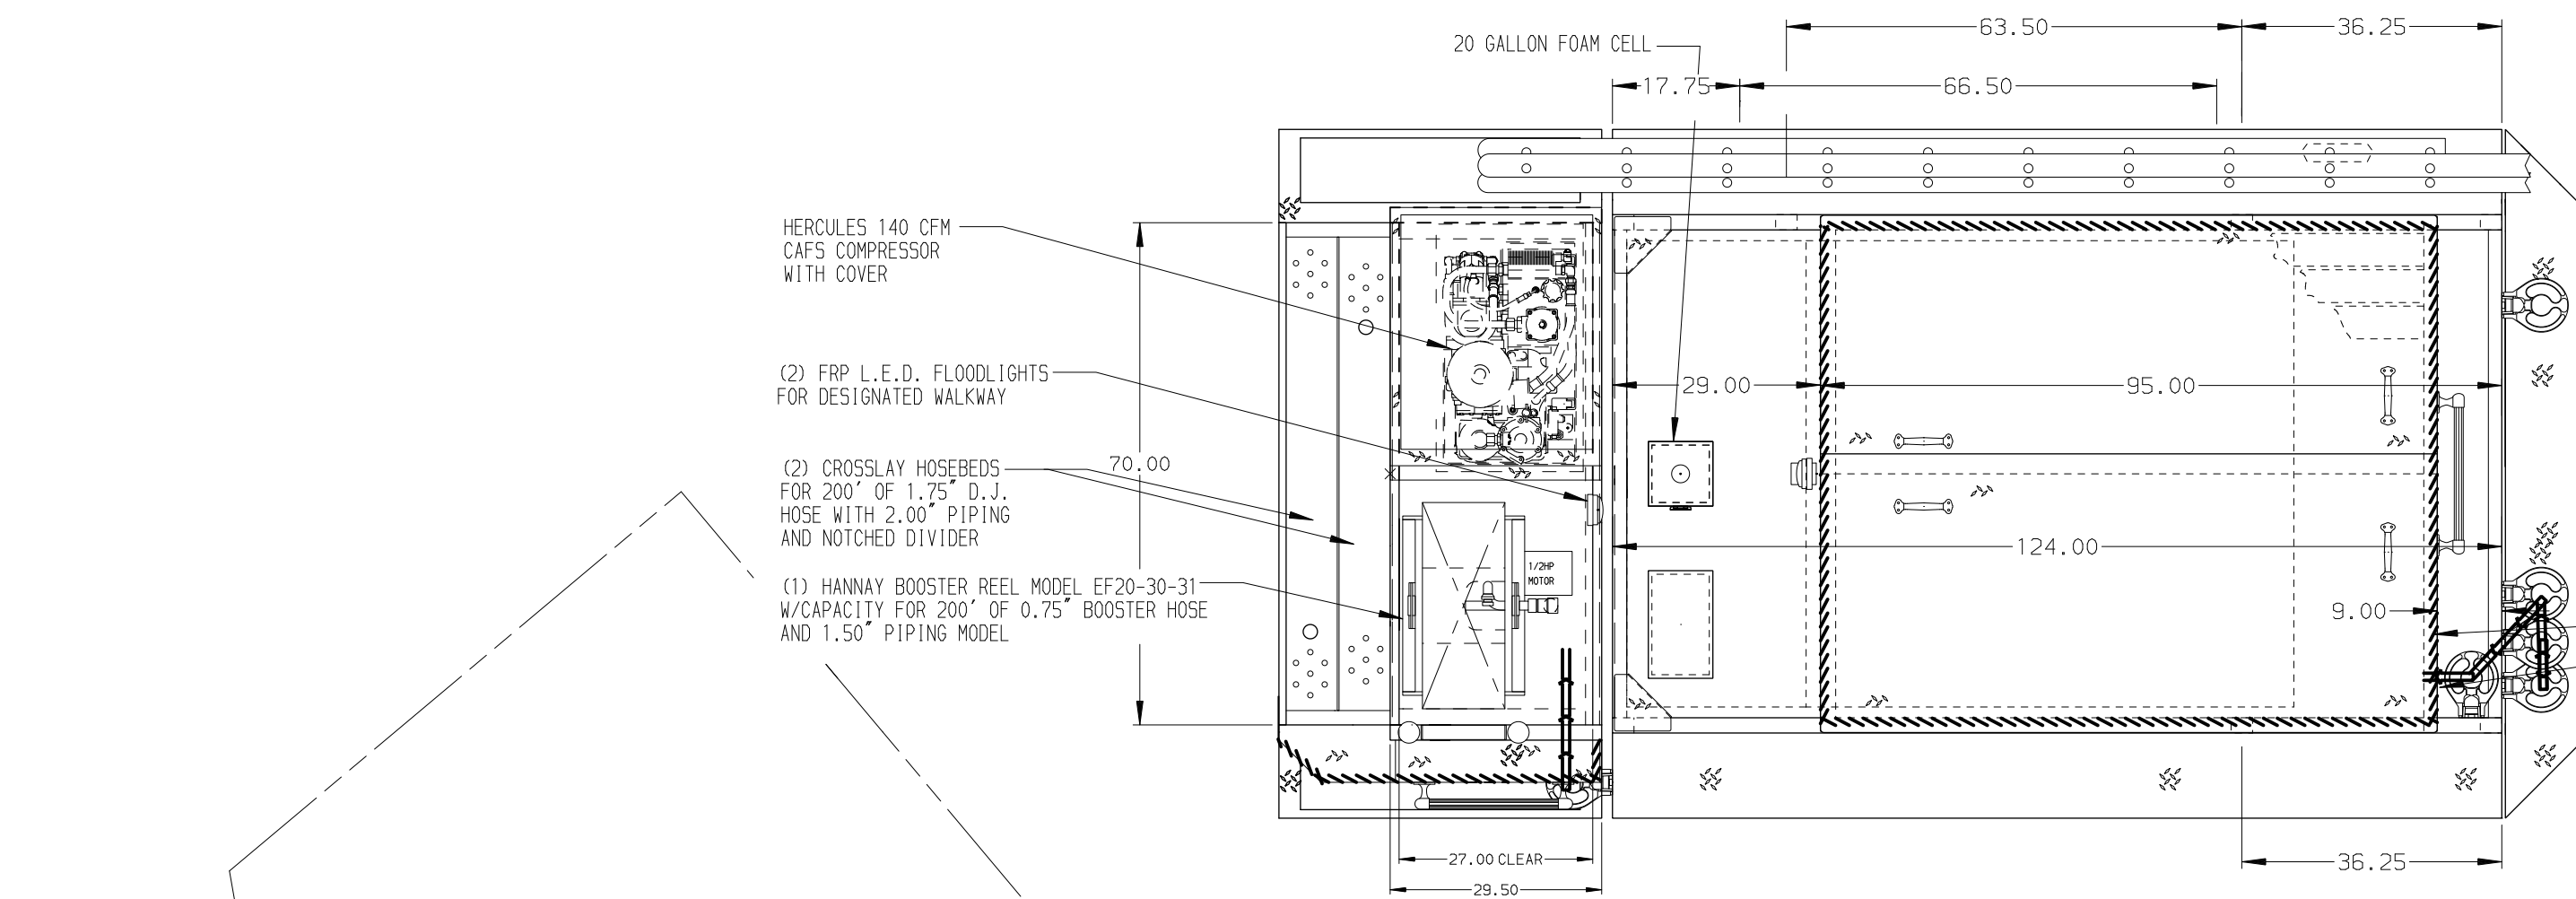 63.50
36.25
20 GALLON FOAM CELL
17.75
66.50
HERCULES 140 CFM
CAFS COMPRESSOR
WITH COVER
(2) FRP L.E.D. FLOODLIGHTS
FOR DESIGNATED WALKWAY
29.00
95.00
(2) CROSSLAY HOSEBEDS
FOR 200' OF 1.75" D.J.
HOSE WITH 2.00" PIPING
AND NOTCHED DIVIDER
70.00
124.00
(1) HANNAY BOOSTER REEL MODEL EF20-30-31
W/CAPACITY FOR 200' OF 0.75" BOOSTER HOSE
AND 1.50" PIPING MODEL
1/2HP
MOTOR
9.00
27.00 CLEAR
29.50
36.25